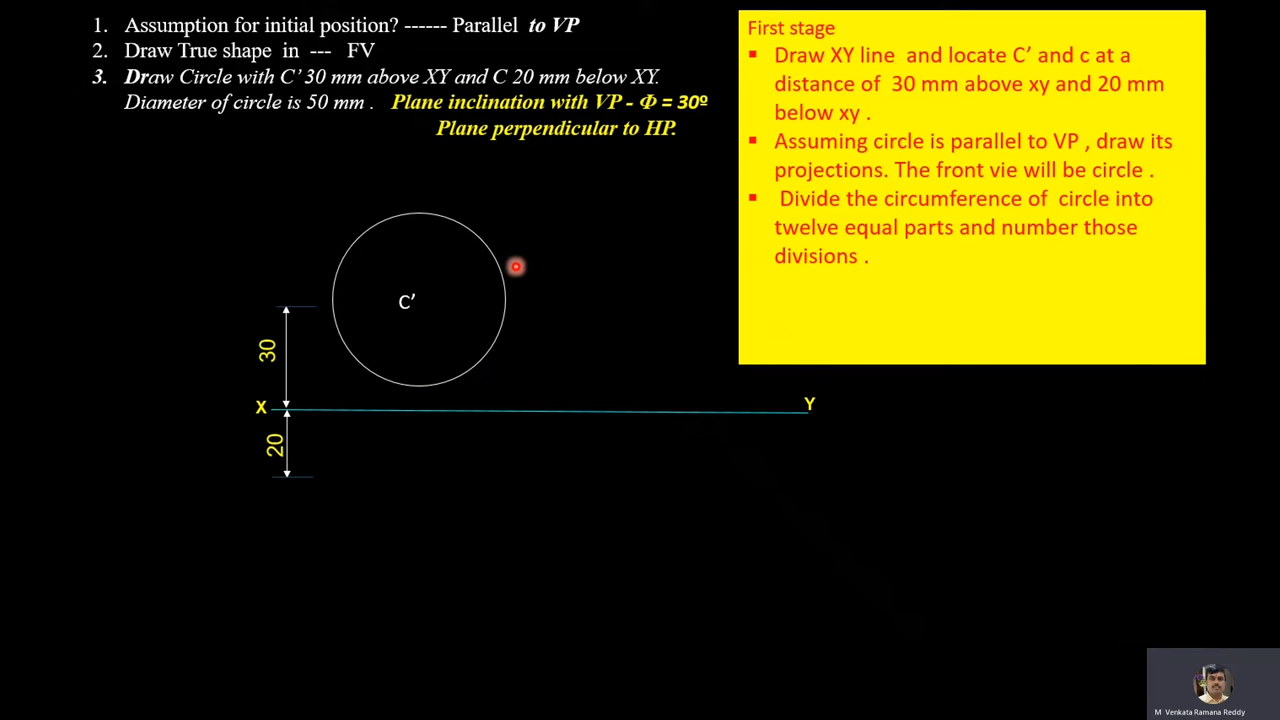 1. Assumption for initial position? ------ Parallel to VP
2. Draw True shape in --- FV
3. Draw Circle with C’ 30 mm above XY and C 20 mm below XY.
Diameter of circle is 50 mm . Plane inclination with VP - Φ = 30º
Plane perpendicular to HP.
First stage
▪ Draw XY line and locate C’ and c at a
distance of 30 mm above xy and 20 mm
below xy .
▪ Assuming circle is parallel to VP , draw its
projections. The front vie will be circle .
▪ Divide the circumference of circle into
twelve equal parts and number those
divisions .
C’
30
X
Y
20
M Venkata Ramana Reddy